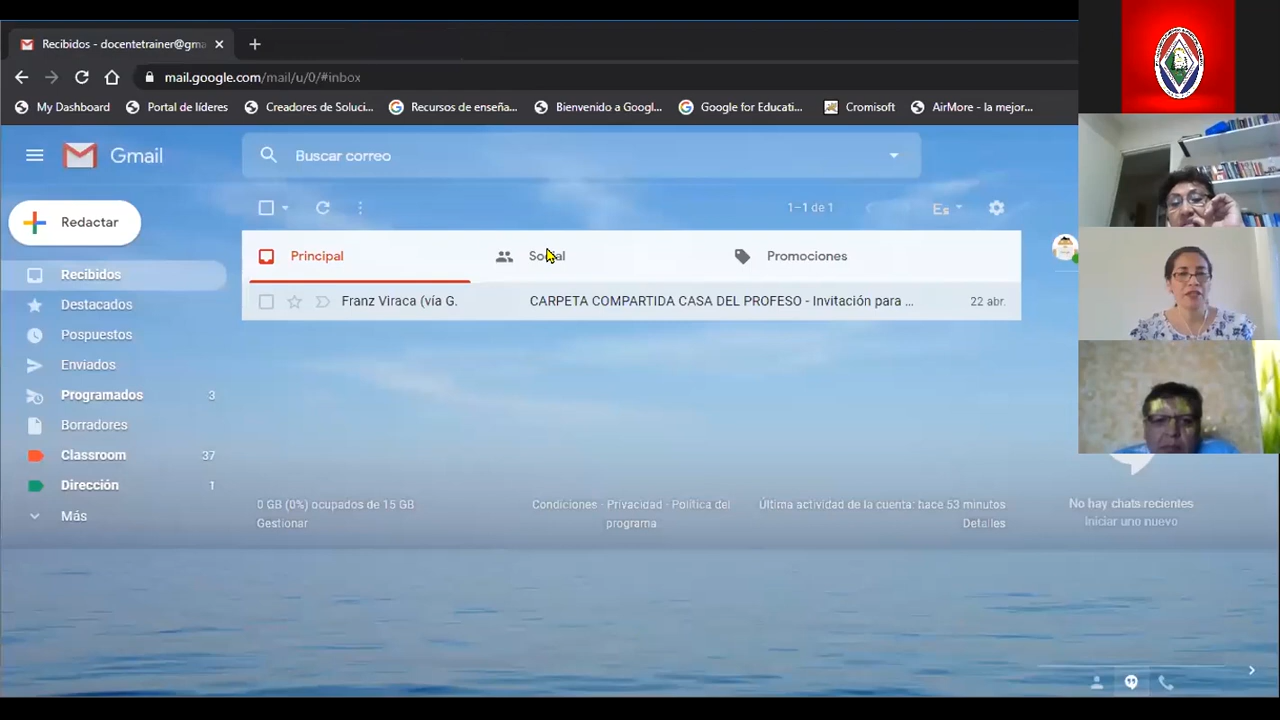 Recibidos - docentetrainer@gma
mail.google.com/mail/u/0/#inbox
My Dashboard
Portal de líderes
Creadores de Soluci...
Recursos de enseña...
Bienvenido a Googl...
Google for Educati...
Cromisoft
AirMore - la mejor...
Gmail
Buscar correo
Redactar
1–1 de 1
Es
Principal
Social
Promociones
Recibidos
Franz Viraca (vía G.
CARPETA COMPARTIDA CASA DEL PROFESO - Invitación para ...
22 abr.
Destacados
Pospuestos
Enviados
Programados 3
Borradores
Classroom 37
Dirección 1
Más
0 GB (0%) ocupados de 15 GB
Gestionar
Condiciones - Privacidad - Política del
programa
Última actividad de la cuenta: hace 53 minutos
Detalles
No hay chats recientes
Iniciar uno nuevo